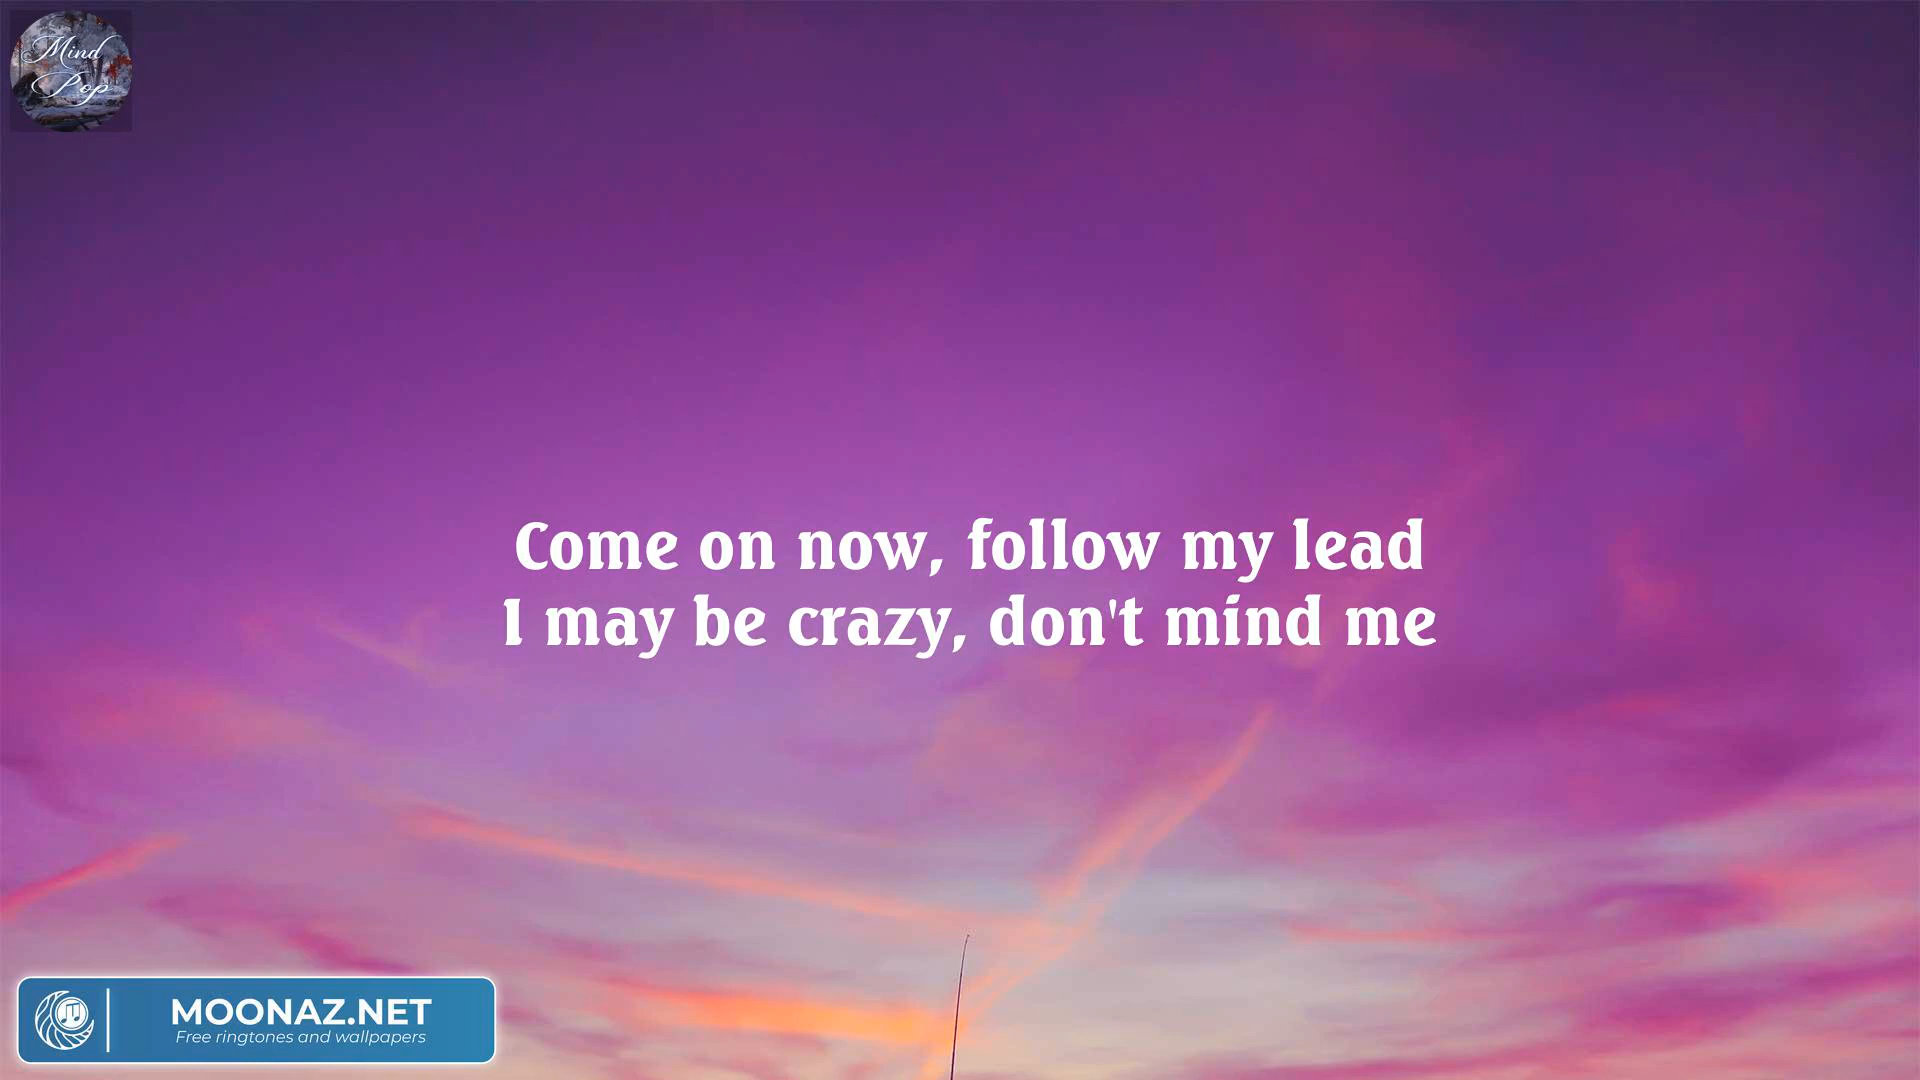 Mind
Pop
Come on now, follow my lead
I may be crazy, don't mind me
MOONAZ.NET
Free ringtones and wallpapers